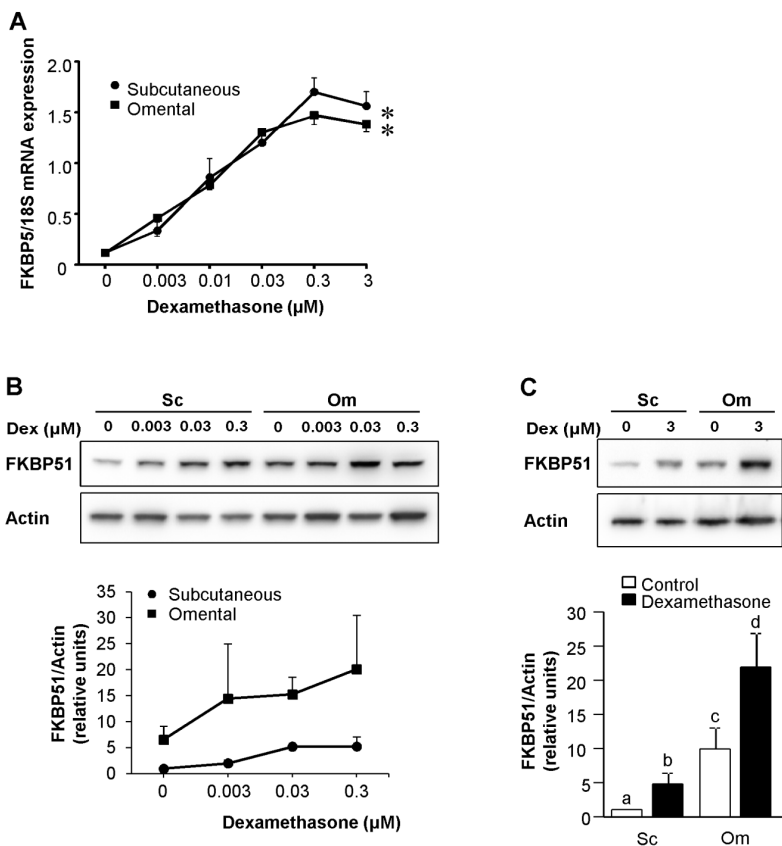 A
FKBP5/18S mRNA expression
2.0
1.5
1.0
0.5
0
Subcutaneous
Omental
*
*
0 0.003 0.01 0.03 0.3 3
Dexamethasone (µM)
B
Sc Om
Dex (µM) 0 0.003 0.03 0.3 0 0.003 0.03 0.3
FKBP51
Actin
FKBP51/Actin
(relative units)
35
30
25
20
15
10
5
0
Subcutaneous
Omental
0 0.003 0.03 0.3
Dexamethasone (µM)
C
Sc Om
Dex (µM) 0 3 0 3
FKBP51
Actin
Control
Dexamethasone
FKBP51/Actin
(relative units)
30
25
20
15
10
5
0
a
b
c
d
Sc Om